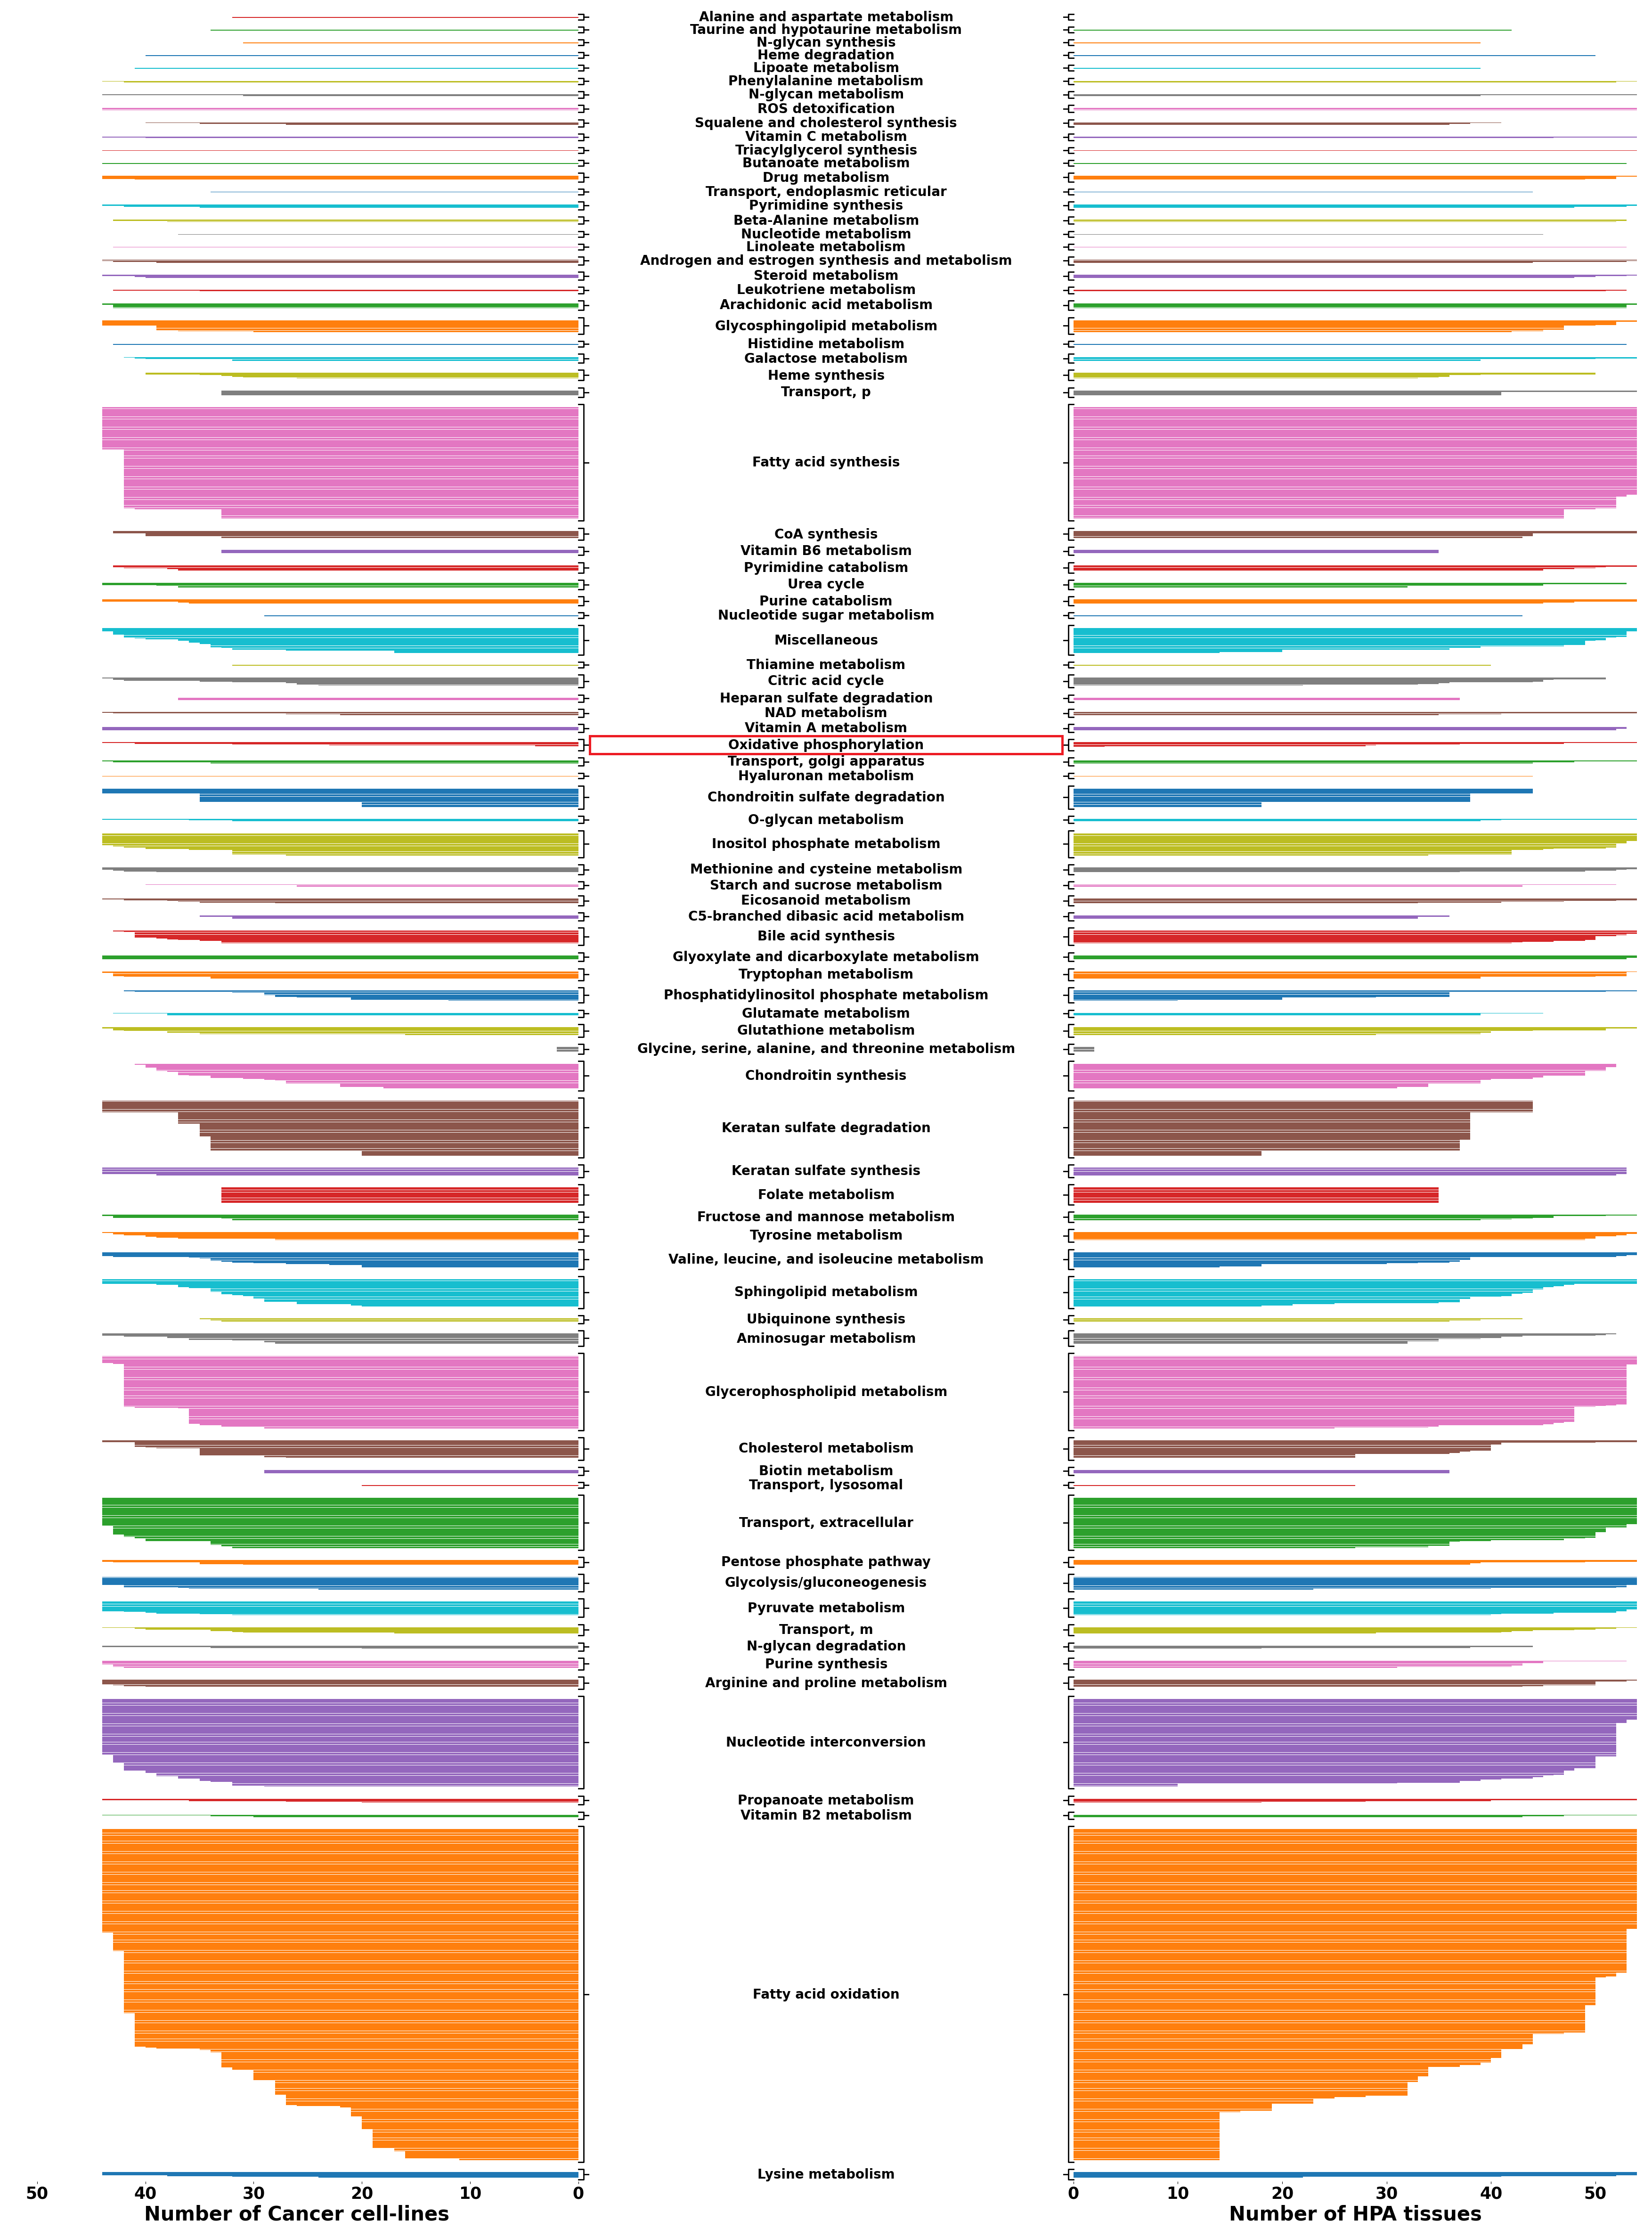 Alanine and aspartate metabolism
Taurine and hypotaurine metabolism
N-glycan synthesis
Heme degradation
Lipoate metabolism
Phenylalanine metabolism
N-glycan metabolism
ROS detoxification
Squalene and cholesterol synthesis
Vitamin C metabolism
Triacylglycerol synthesis
Butanoate metabolism
Drug metabolism
Transport, endoplasmic reticular
Pyrimidine synthesis
Beta-Alanine metabolism
Nucleotide metabolism
Linoleate metabolism
Androgen and estrogen synthesis and metabolism
Steroid metabolism
Leukotriene metabolism
Arachidonic acid metabolism
Glycosphingolipid metabolism
Histidine metabolism
Galactose metabolism
Heme synthesis
Transport, p
Fatty acid synthesis
CoA synthesis
Vitamin B6 metabolism
Pyrimidine catabolism
Urea cycle
Purine catabolism
Nucleotide sugar metabolism
Miscellaneous
Thiamine metabolism
Citric acid cycle
Heparan sulfate degradation
NAD metabolism
Vitamin A metabolism
Oxidative phosphorylation
Transport, golgi apparatus
Hyaluronan metabolism
Chondroitin sulfate degradation
O-glycan metabolism
Inositol phosphate metabolism
Methionine and cysteine metabolism
Starch and sucrose metabolism
Eicosanoid metabolism
C5-branched dibasic acid metabolism
Bile acid synthesis
Glyoxylate and dicarboxylate metabolism
Tryptophan metabolism
Phosphatidylinositol phosphate metabolism
Glutamate metabolism
Glutathione metabolism
Glycine, serine, alanine, and threonine metabolism
Chondroitin synthesis
Keratan sulfate degradation
Keratan sulfate synthesis
Folate metabolism
Fructose and mannose metabolism
Tyrosine metabolism
Valine, leucine, and isoleucine metabolism
Sphingolipid metabolism
Ubiquinone synthesis
Aminosugar metabolism
Glycerophospholipid metabolism
Cholesterol metabolism
Biotin metabolism
Transport, lysosomal
Transport, extracellular
Pentose phosphate pathway
Glycolysis/gluconeogenesis
Pyruvate metabolism
Transport, m
N-glycan degradation
Purine synthesis
Arginine and proline metabolism
Nucleotide interconversion
Propanoate metabolism
Vitamin B2 metabolism
Fatty acid oxidation
Lysine metabolism
50 40 30 20 10 0 0 10 20 30 40 50
Number of Cancer cell-lines Number of HPA tissues